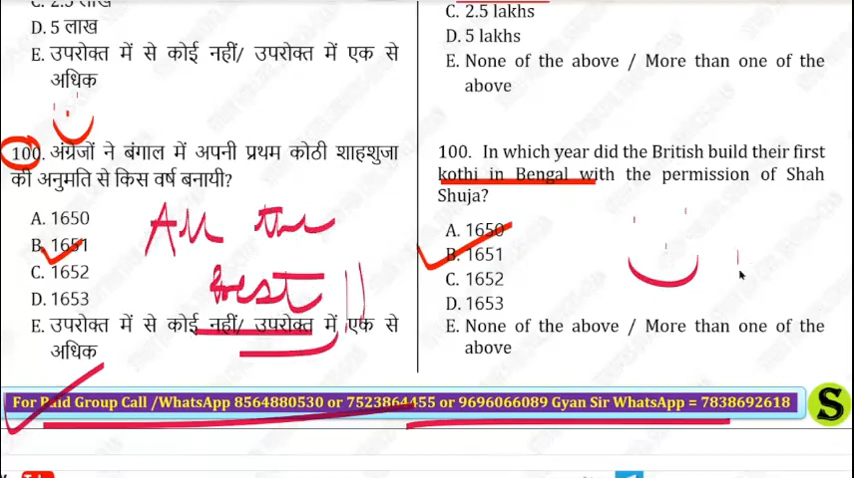 D. 5 लाख
E. उपरोक्त में से कोई नहीं/ उपरोक्त में एक से
अधिक
100. अंग्रेजों ने बंगाल में अपनी प्रथम कोठी शाहशुजा
की अनुमति से किस वर्ष बनायी?
A. 1650
B. 1651
C. 1652
D. 1653
E. उपरोक्त में से कोई नहीं/ उपरोक्त में एक से
अधिक
All the
best !!
C. 2.5 lakhs
D. 5 lakhs
E. None of the above / More than one of the
above
100. In which year did the British build their first
kothi in Bengal with the permission of Shah
Shuja?
A. 1650
B. 1651
C. 1652
D. 1653
E. None of the above / More than one of the
above
For Paid Group Call /WhatsApp 8564880530 or 7523864455 or 9696066089 Gyan Sir WhatsApp = 7838692618
S